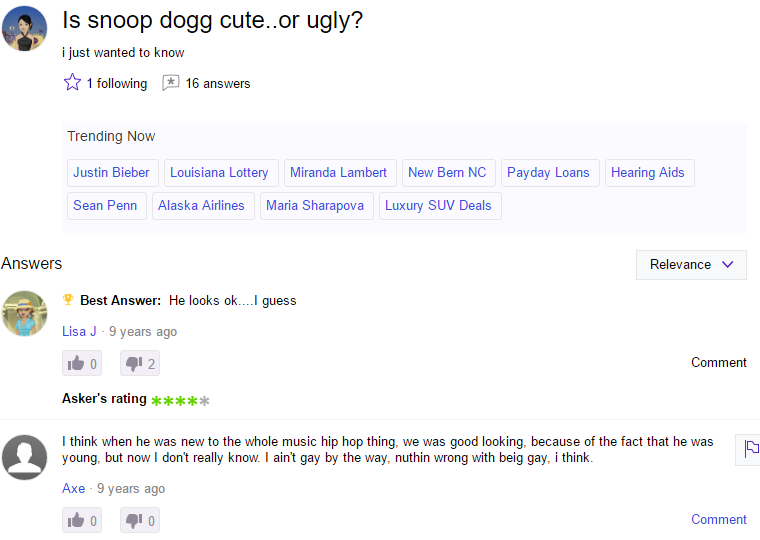 Is snoop dogg cute..or ugly?
i just wanted to know
1 following 16 answers
Trending Now
Justin Bieber Louisiana Lottery Miranda Lambert New Bern NC Payday Loans Hearing Aids
Sean Penn Alaska Airlines Maria Sharapova Luxury SUV Deals
Answers Relevance
Best Answer: He looks ok....I guess
Lisa J · 9 years ago
0 2 Comment
Asker's rating
I think when he was new to the whole music hip hop thing, we was good looking, because of the fact that he was
young, but now I don't really know. I ain't gay by the way, nuthin wrong with beig gay, i think.
Axe · 9 years ago
0 0 Comment